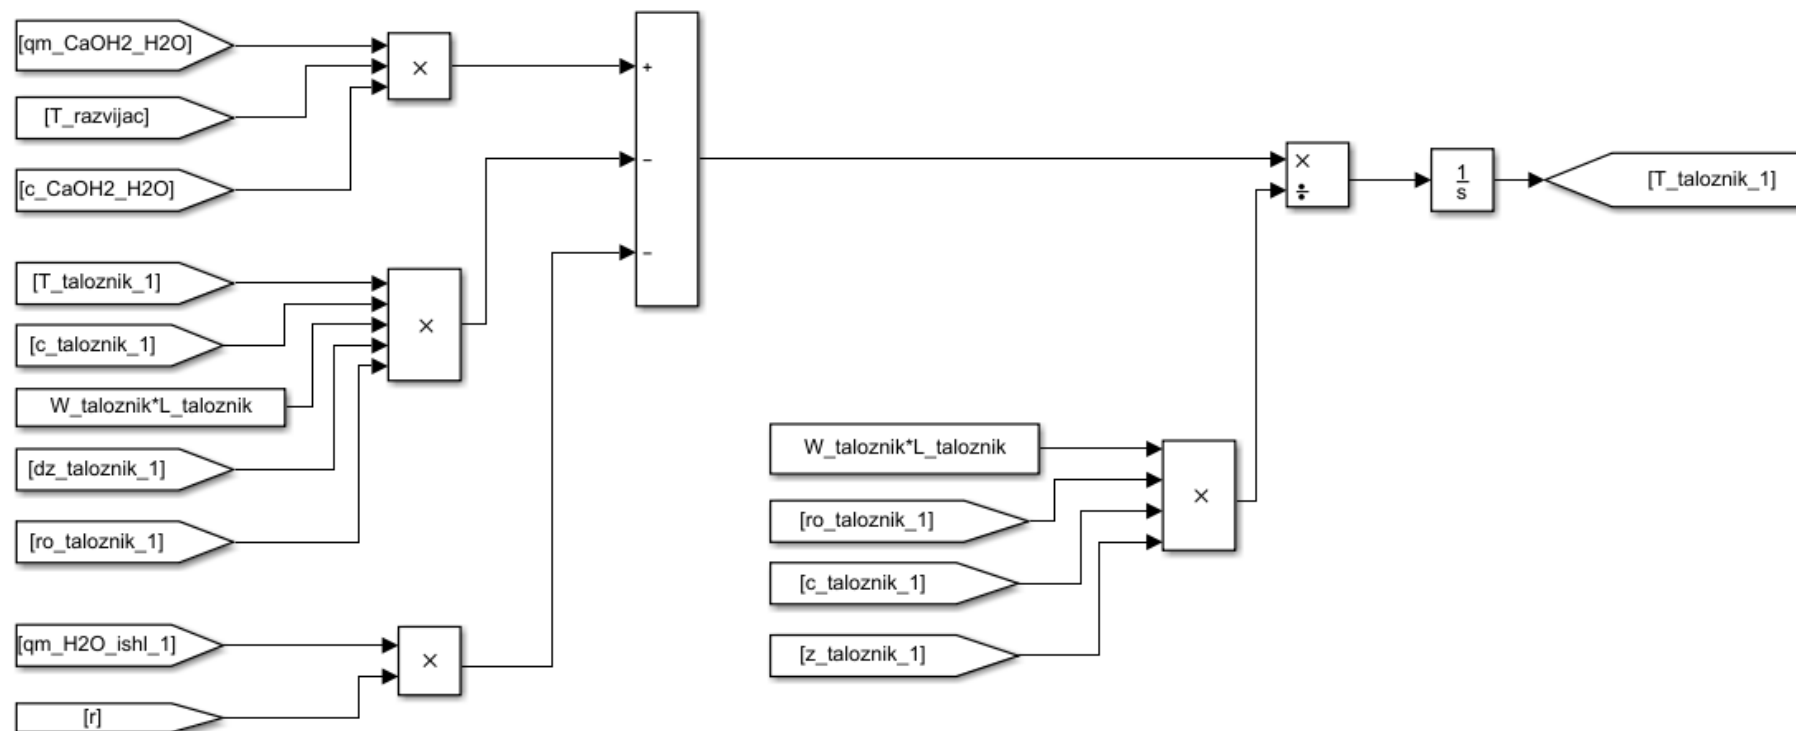 [qm_CaOH2_H2O]
[T_razvijac]
[c_CaOH2_H2O]
×
+
−
−
[T_taloznik_1]
[c_taloznik_1]
W_taloznik*L_taloznik
[dz_taloznik_1]
[ro_taloznik_1]
×
[qm_H2O_ishl_1]
[r]
×
W_taloznik*L_taloznik
[ro_taloznik_1]
[c_taloznik_1]
[z_taloznik_1]
×
×
÷
1
s
[T_taloznik_1]